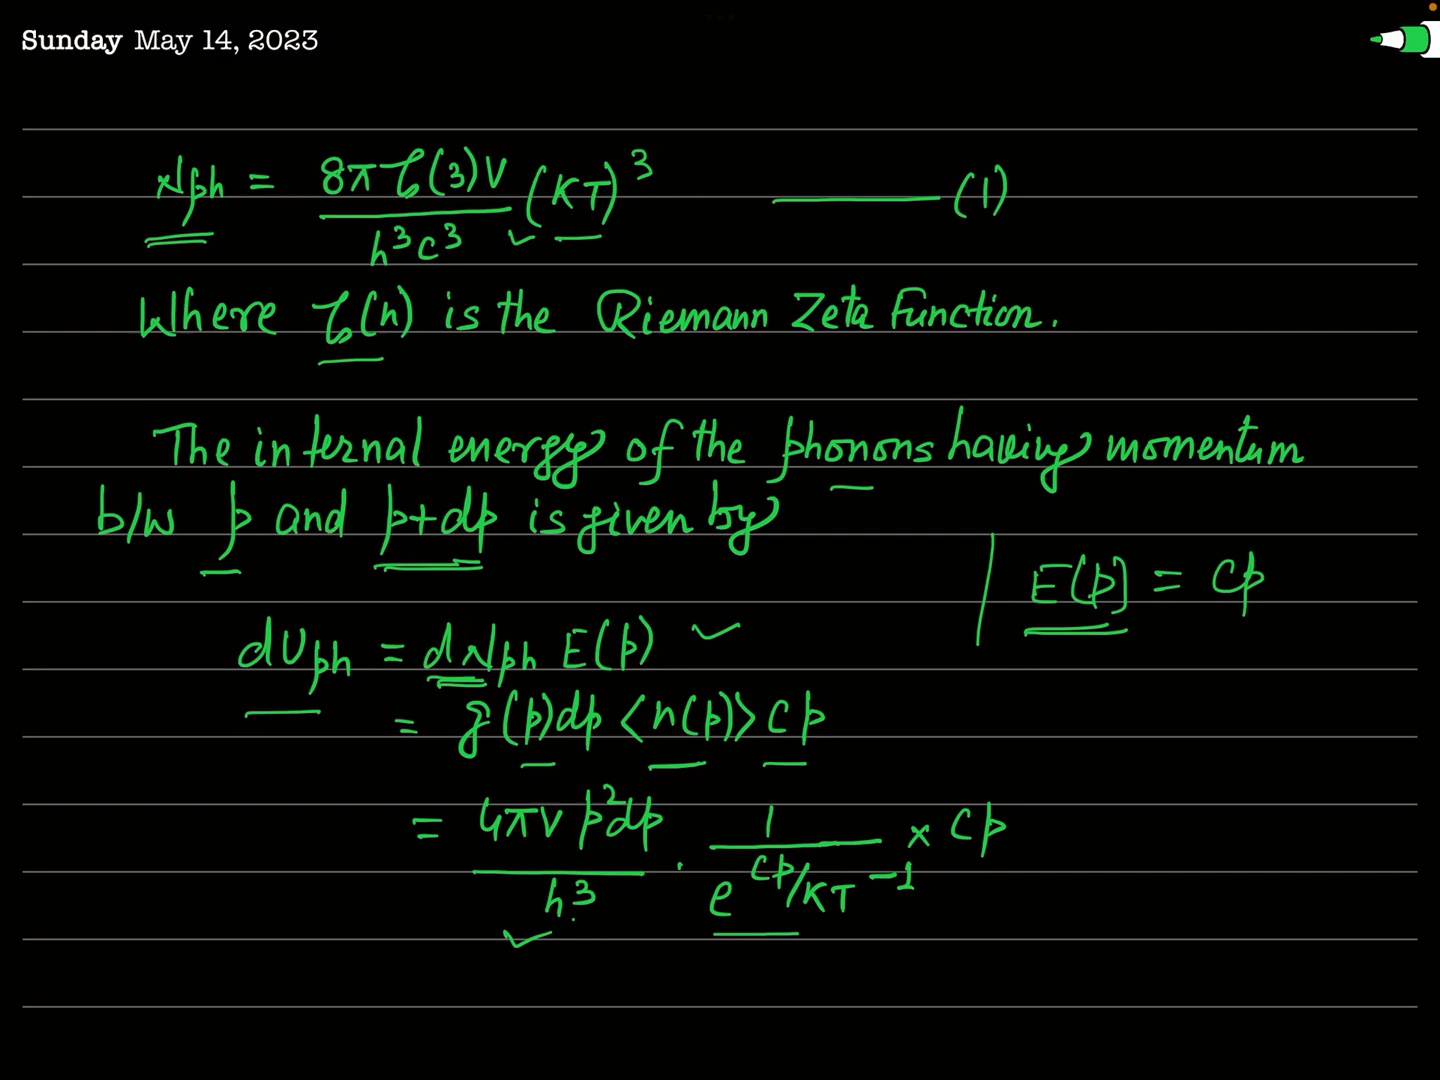 Sunday May 14, 2023
Nph = 8πζ(3)V/h³c³ (KT)³ ——— (1)
Where ζ(n) is the Riemann Zeta Function.
The internal energy of the phonons having momentum
b/w p and p+dp is given by
E(p) = cp
dUph = dNph E(p) ✓
= g(p)dp <n(p)> cp
= 4πV p²dp/h³ · 1/e^cp/KT -1 × cp